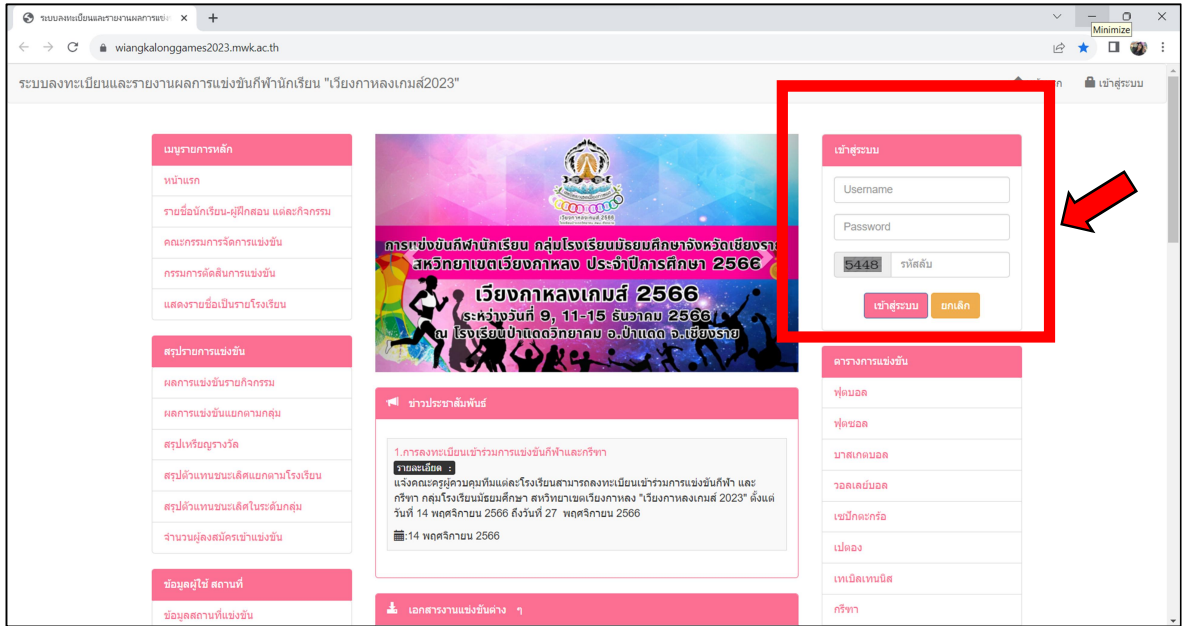 ระบบลงทะเบียนและรายงานผลการแข่ง
Minimize
wiangkalonggames2023.mwk.ac.th
ระบบลงทะเบียนและรายงานผลการแข่งขันกีฬานักเรียน "เวียงกาหลงเกมส์2023"
เข้าสู่ระบบ
เมนูรายการหลัก
หน้าแรก
รายชื่อนักเรียน-ผู้ฝึกสอน แต่ละกิจกรรม
คณะกรรมการจัดการแข่งขัน
กรรมการตัดสินการแข่งขัน
แสดงรายชื่อเป็นรายโรงเรียน
สรุปรายการแข่งขัน
ผลการแข่งขันรายกิจกรรม
ผลการแข่งขันแยกตามกลุ่ม
สรุปเหรียญรางวัล
สรุปตัวแทนชนะเลิศแยกตามโรงเรียน
สรุปตัวแทนชนะเลิศในระดับกลุ่ม
จำนวนผู้ลงสมัครเข้าแข่งขัน
ข้อมูลผู้ใช้ สถานที่
ข้อมูลสถานที่แข่งขัน
การแข่งขันกีฬานักเรียน กลุ่มโรงเรียนมัธยมศึกษาจังหวัดเชียงราย
สหวิทยาเขตเวียงกาหลง ประจำปีการศึกษา 2566
เวียงกาหลงเกมส์ 2566
ระหว่างวันที่ 9, 11-15 ธันวาคม 2566
ณ โรงเรียนป่าแดดวิทยาคม อ.ป่าแดด จ.เชียงราย
ข่าวประชาสัมพันธ์
1.การลงทะเบียนเข้าร่วมการแข่งขันกีฬาและกรีฑา
รายละเอียด :
แจ้งคณะครูผู้ควบคุมทีมแต่ละโรงเรียนสามารถลงทะเบียนเข้าร่วมการแข่งขันกีฬา และ
กรีฑา กลุ่มโรงเรียนมัธยมศึกษา สหวิทยาเขตเวียงกาหลง "เวียงกาหลงเกมส์ 2023" ตั้งแต่
วันที่ 14 พฤศจิกายน 2566 ถึงวันที่ 27 พฤศจิกายน 2566
:14 พฤศจิกายน 2566
เอกสารงานแข่งขันต่าง ๆ
เข้าสู่ระบบ
Username
Password
5448 รหัสลับ
เข้าสู่ระบบ ยกเลิก
ตารางการแข่งขัน
ฟุตบอล
ฟุตซอล
บาสเกตบอล
วอลเลย์บอล
เซปักตะกร้อ
เปตอง
เทเบิลเทนนิส
กรีฑา